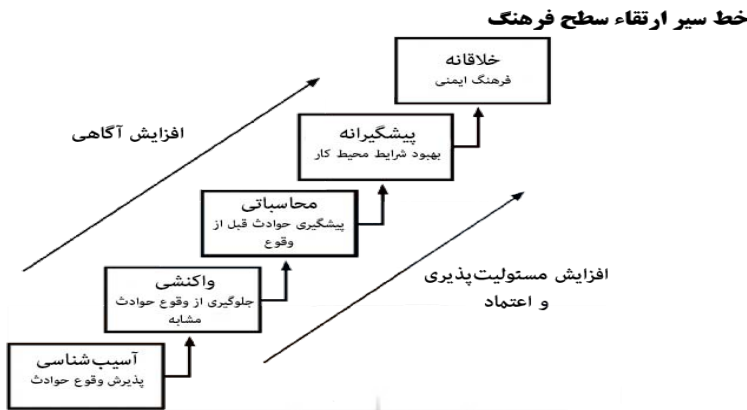 خط سیر ارتقاء سطح فرهنگ
خلاقانه
فرهنگ ایمنی
افزایش آگاهی
پیشگیرانه
بهبود شرایط محیط کار
محاسباتی
پیشگیری حوادث قبل از
وقوع
افزایش مسئولیت‌پذیری
و اعتماد
واکنشی
جلوگیری از وقوع حوادث
مشابه
آسیب‌شناسی
پذیرش وقوع حوادث